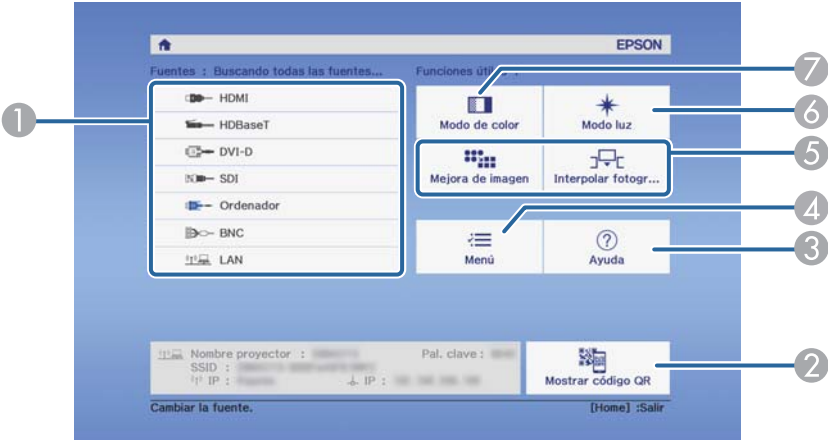 EPSON
Fuentes : Buscando todas las fuentes...
Funciones útiles :
HDMI
HDBaseT
DVI-D
SDI
Ordenador
BNC
LAN
Modo de color
Modo luz
Mejora de imagen
Interpolar fotogr...
Menú
Ayuda
Nombre proyector :
Pal. clave :
SSID :
IP :
IP :
Mostrar código QR
Cambiar la fuente.
[Home] :Salir
1
7
6
5
4
3
2